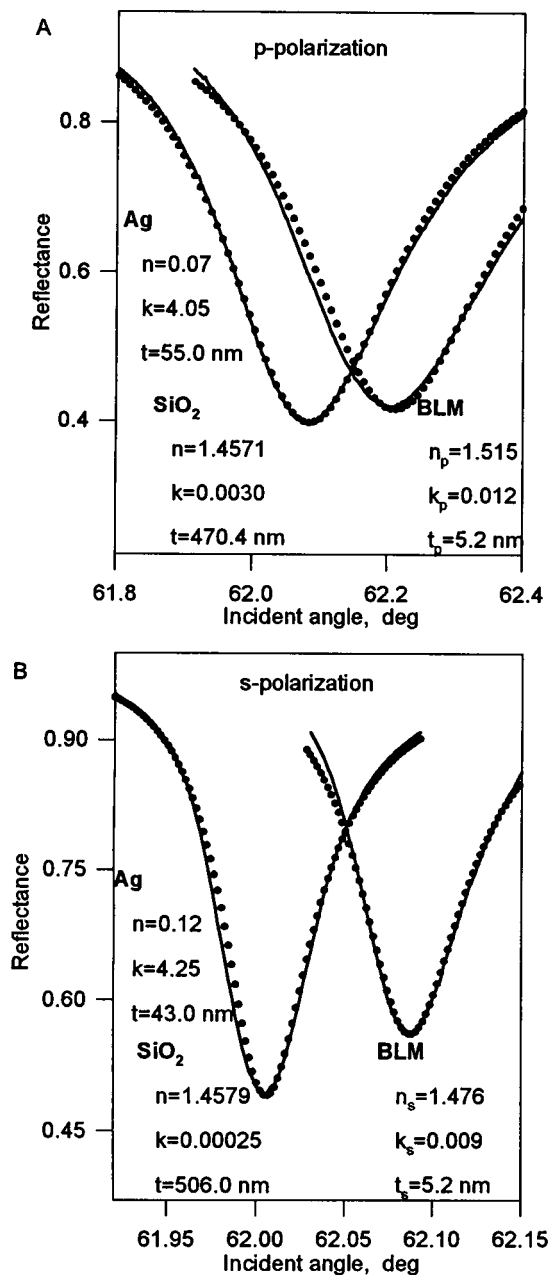 A
p-polarization
0.8
0.6
0.4
Reflectance
Ag
n=0.07
k=4.05
t=55.0 nm
SiO₂
n=1.4571
k=0.0030
t=470.4 nm
BLM
nₚ=1.515
kₚ=0.012
tₚ=5.2 nm
61.8 62.0 62.2 62.4
Incident angle, deg
B
s-polarization
0.90
0.75
0.60
0.45
Reflectance
Ag
n=0.12
k=4.25
t=43.0 nm
SiO₂
n=1.4579
k=0.00025
t=506.0 nm
BLM
nₛ=1.476
kₛ=0.009
tₛ=5.2 nm
61.95 62.00 62.05 62.10 62.15
Incident angle, deg